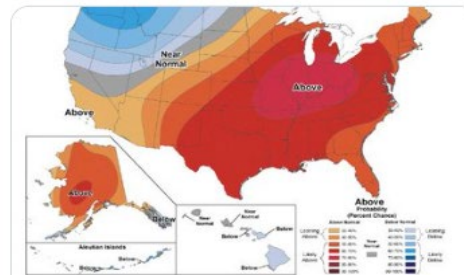 Near
Normal
Above
Above
Above
Below
Aleutian Islands
Below
Near
Normal
Near
Normal
Below
Below
Below
Above
Probability
(Percent Chance)
Above Normal
Below Normal
Leaning
Above
Likely
Above
Near
Normal
Leaning
Below
Likely
Below